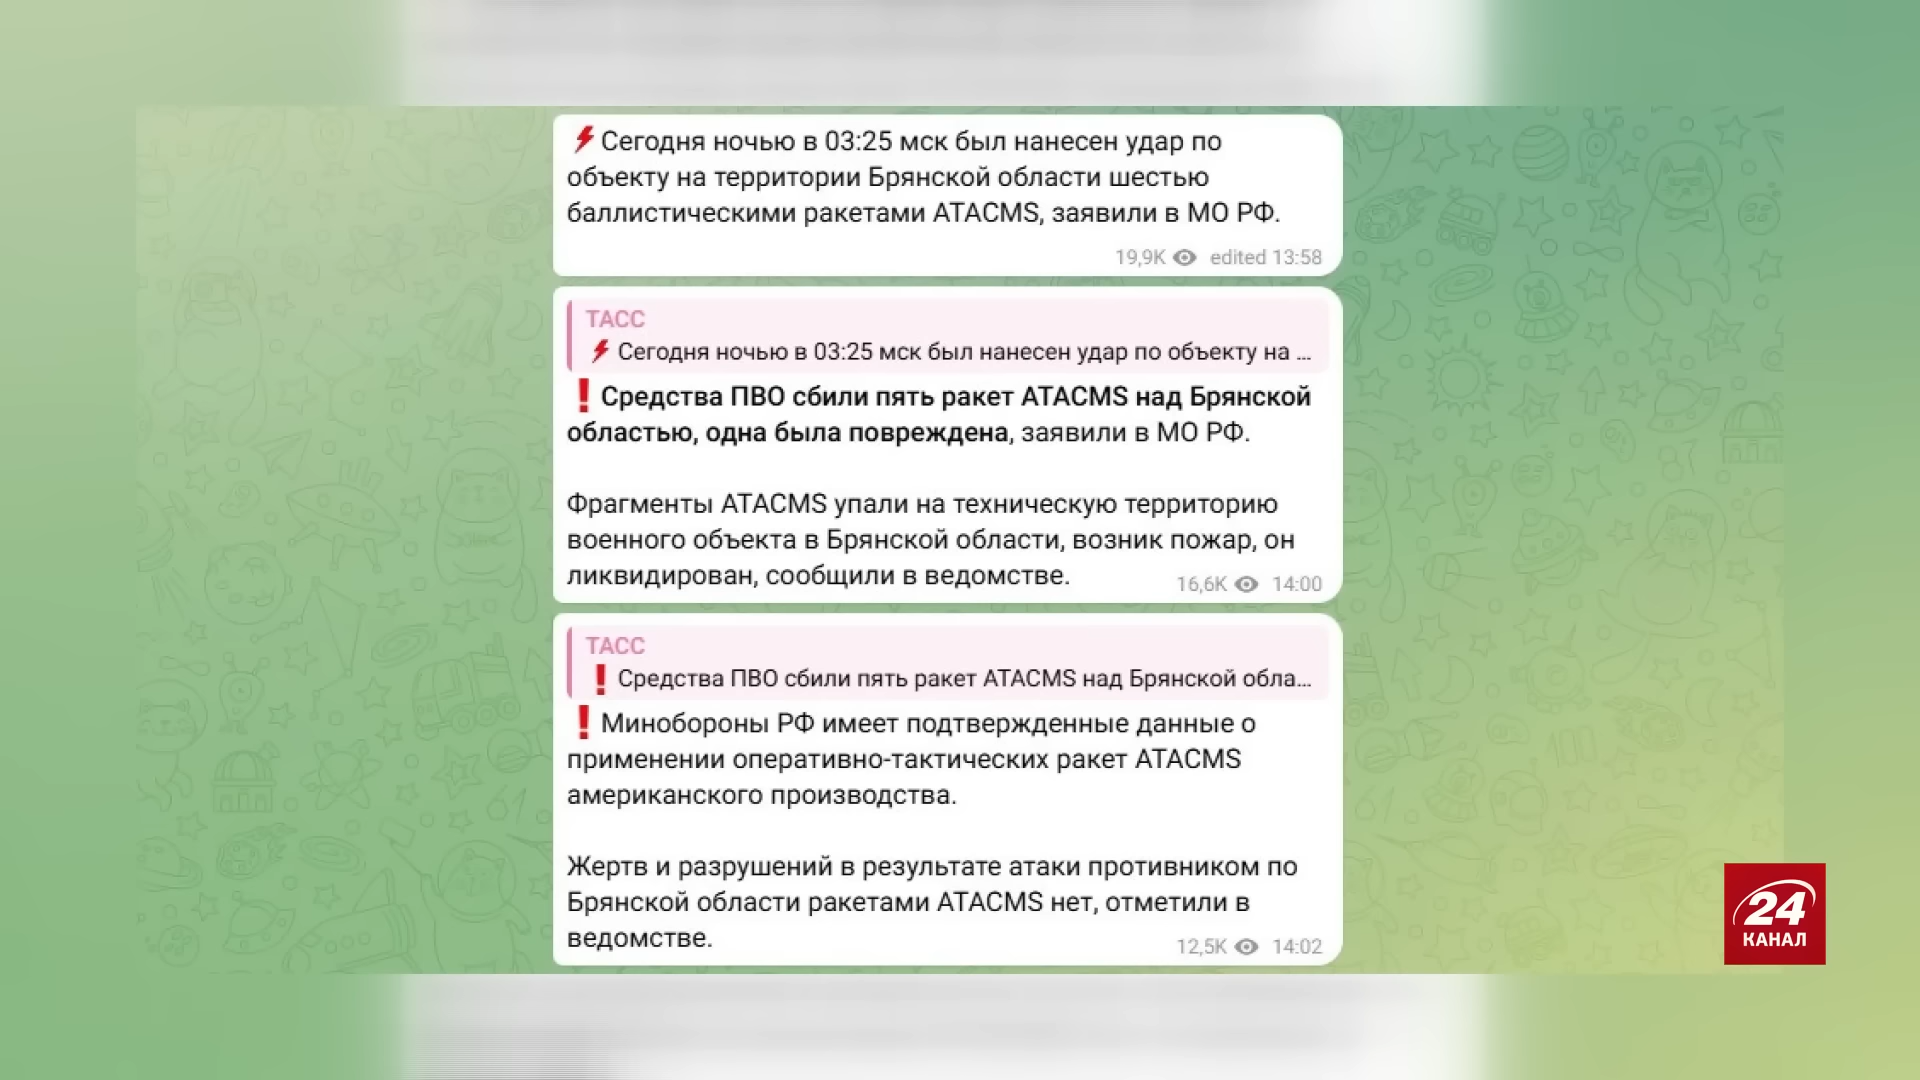 Сегодня ночью в 03:25 мск был нанесен удар по
объекту на территории Брянской области шестью
баллистическими ракетами ATACMS, заявили в МО РФ.
19,9K edited 13:58
ТАСС
Сегодня ночью в 03:25 мск был нанесен удар по объекту на ...
❗Средства ПВО сбили пять ракет ATACMS над Брянской
областью, одна была повреждена, заявили в МО РФ.
Фрагменты ATACMS упали на техническую территорию
военного объекта в Брянской области, возник пожар, он
ликвидирован, сообщили в ведомстве.
16,6K 14:00
ТАСС
❗Средства ПВО сбили пять ракет ATACMS над Брянской обла...
❗Минобороны РФ имеет подтвержденные данные о
применении оперативно-тактических ракет ATACMS
американского производства.
Жертв и разрушений в результате атаки противником по
Брянской области ракетами ATACMS нет, отметили в
ведомстве.
12,5K 14:02
24
КАНАЛ